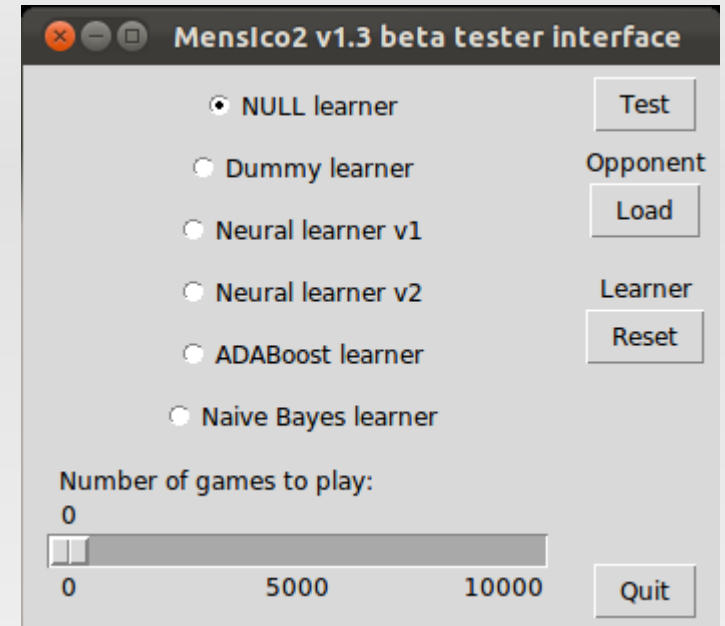 MensIco2 v1.3 beta tester interface
NULL learner
Test
Dummy learner
Opponent
Neural learner v1
Load
Neural learner v2
Learner
ADABoost learner
Reset
Naive Bayes learner
Number of games to play:
0
0 5000 10000
Quit